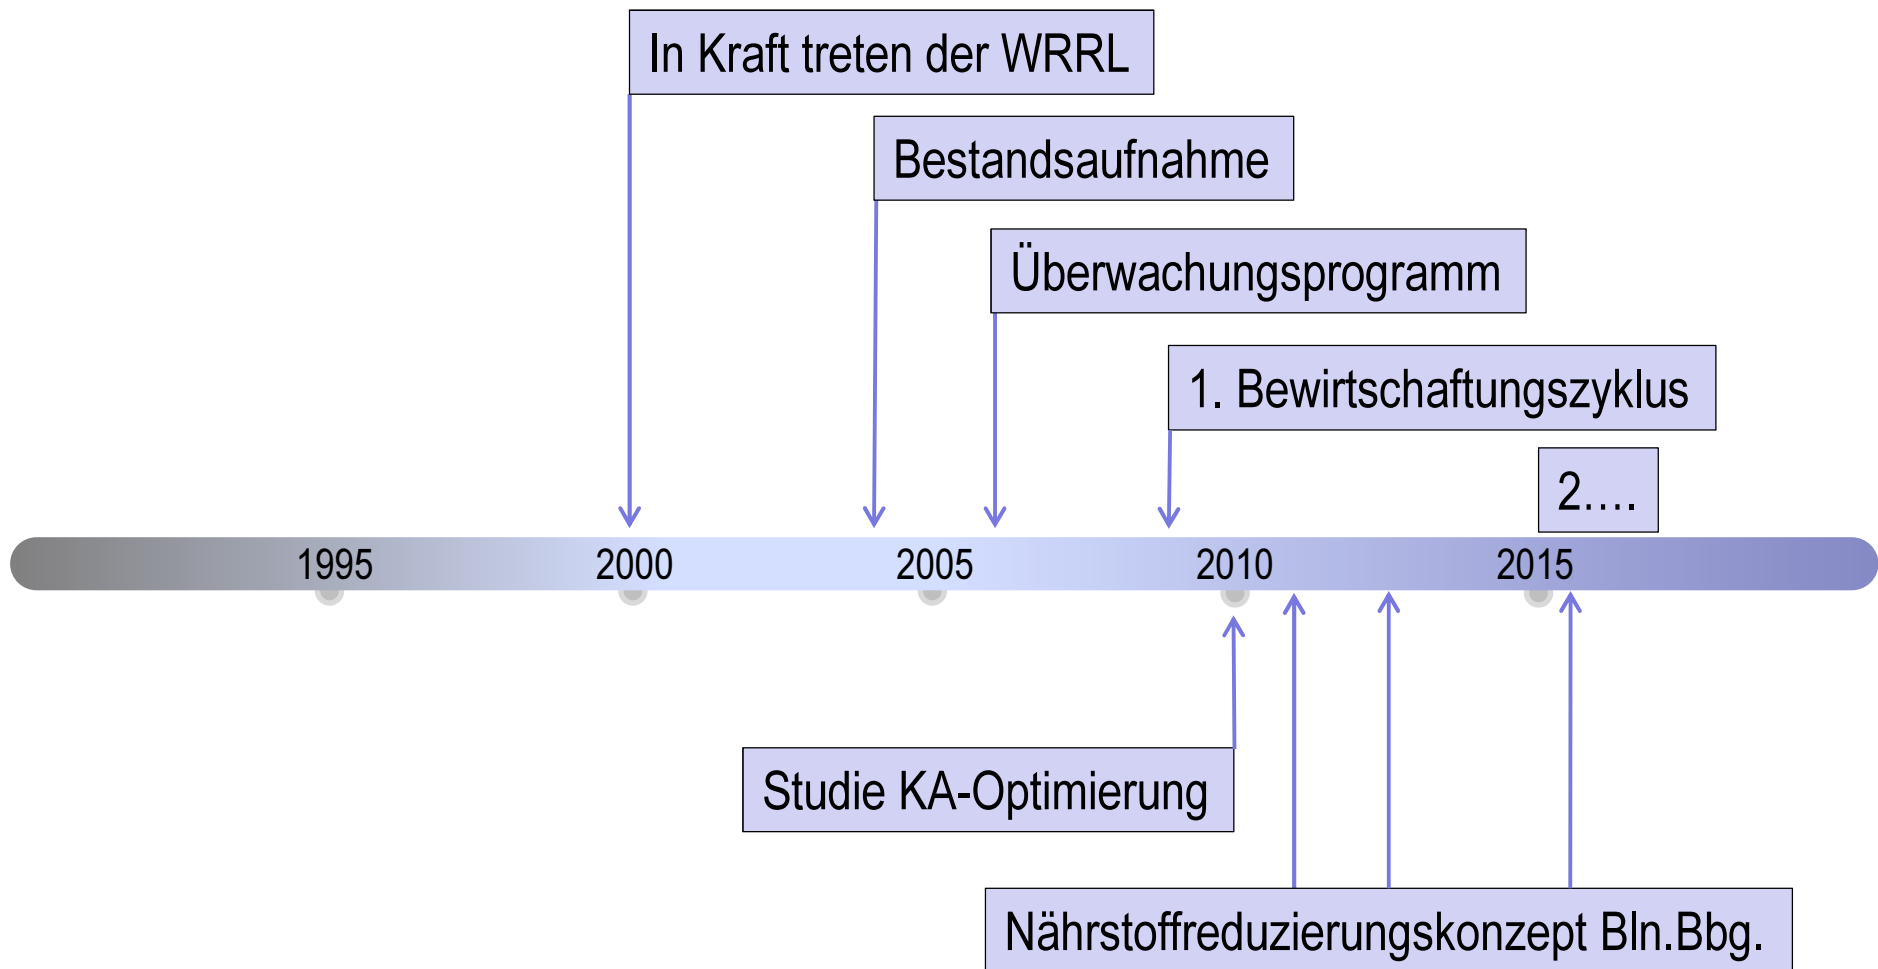 In Kraft treten der WRRL
Bestandsaufnahme
Überwachungsprogramm
1. Bewirtschaftungszyklus
2....
1995 2000 2005 2010 2015
Studie KA-Optimierung
Nährstoffreduzierungskonzept Bln.Bbg.